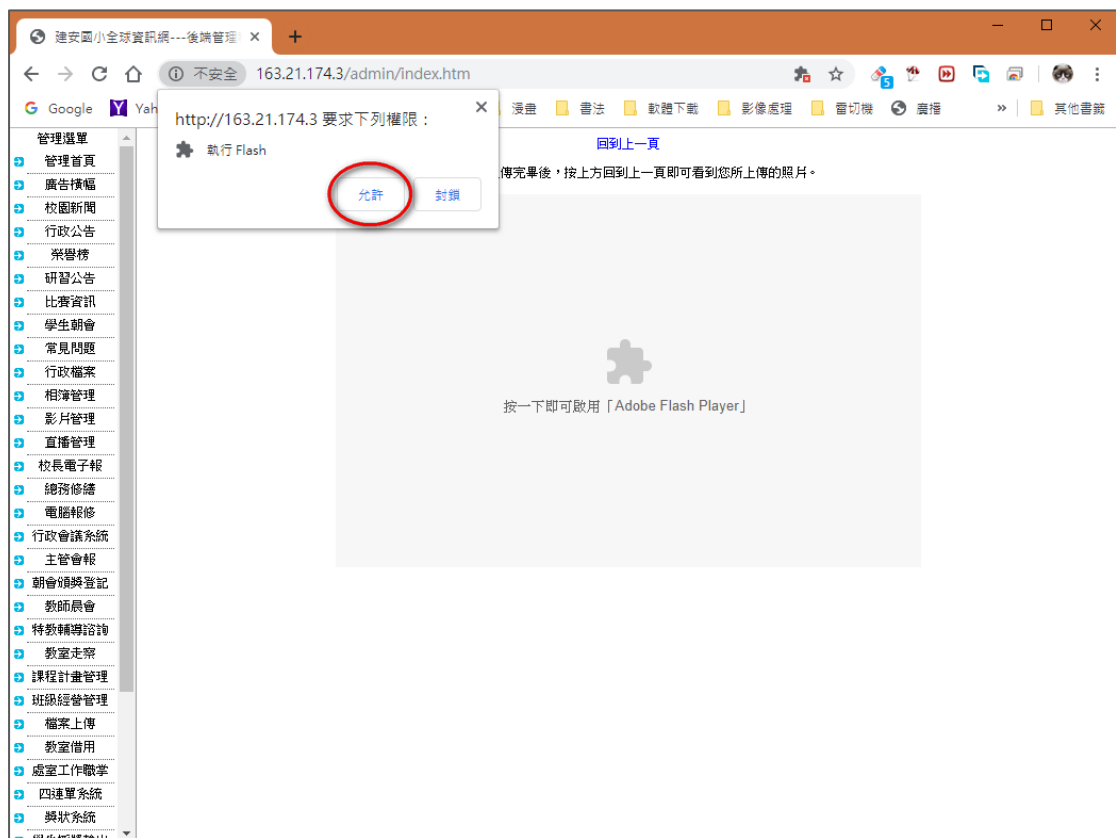 建安國小全球資訊網---後端管理
不安全 163.21.174.3/admin/index.htm
5
Google Yah 漫畫 書法 軟體下載 影像處理 雷切機 廣播 » 其他書籤
http://163.21.174.3 要求下列權限：
執行 Flash
允許 封鎖
回到上一頁
傳完畢後，按上方回到上一頁即可看到您所上傳的照片。
按一下即可啟用「Adobe Flash Player」
管理選單
管理首頁
廣告橫幅
校園新聞
行政公告
榮譽榜
研習公告
比賽資訊
學生朝會
常見問題
行政檔案
相簿管理
影片管理
直播管理
校長電子報
總務修繕
電腦報修
行政會議系統
主管會報
朝會頒獎登記
教師晨會
特教輔導諮詢
教室走察
課程計畫管理
班級經營管理
檔案上傳
教室借用
處室工作職掌
四連單系統
獎狀系統